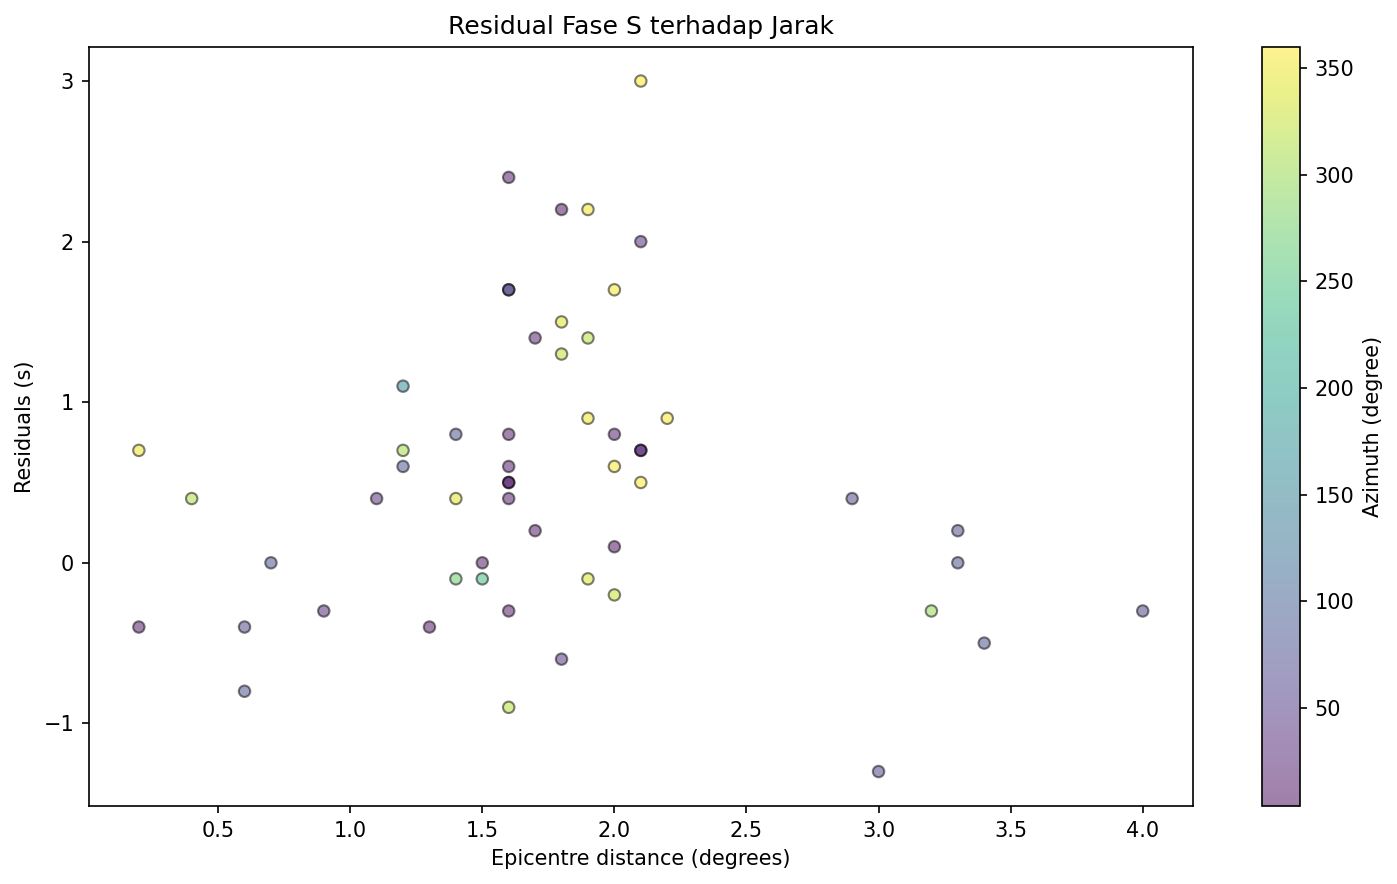 Residual Fase S terhadap Jarak
3
2
1
0
−1
Residuals (s)
0.5 1.0 1.5 2.0 2.5 3.0 3.5 4.0
Epicentre distance (degrees)
350
300
250
200
150
100
50
Azimuth (degree)